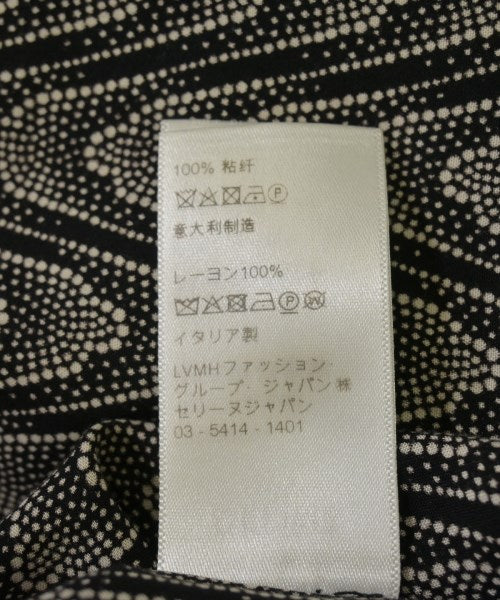 100% 粘纤
意大利制造
レーヨン100%
イタリア製
LVMHファッション・
グループ・ジャパン㈱
セリーヌジャパン
03 - 5414 - 1401